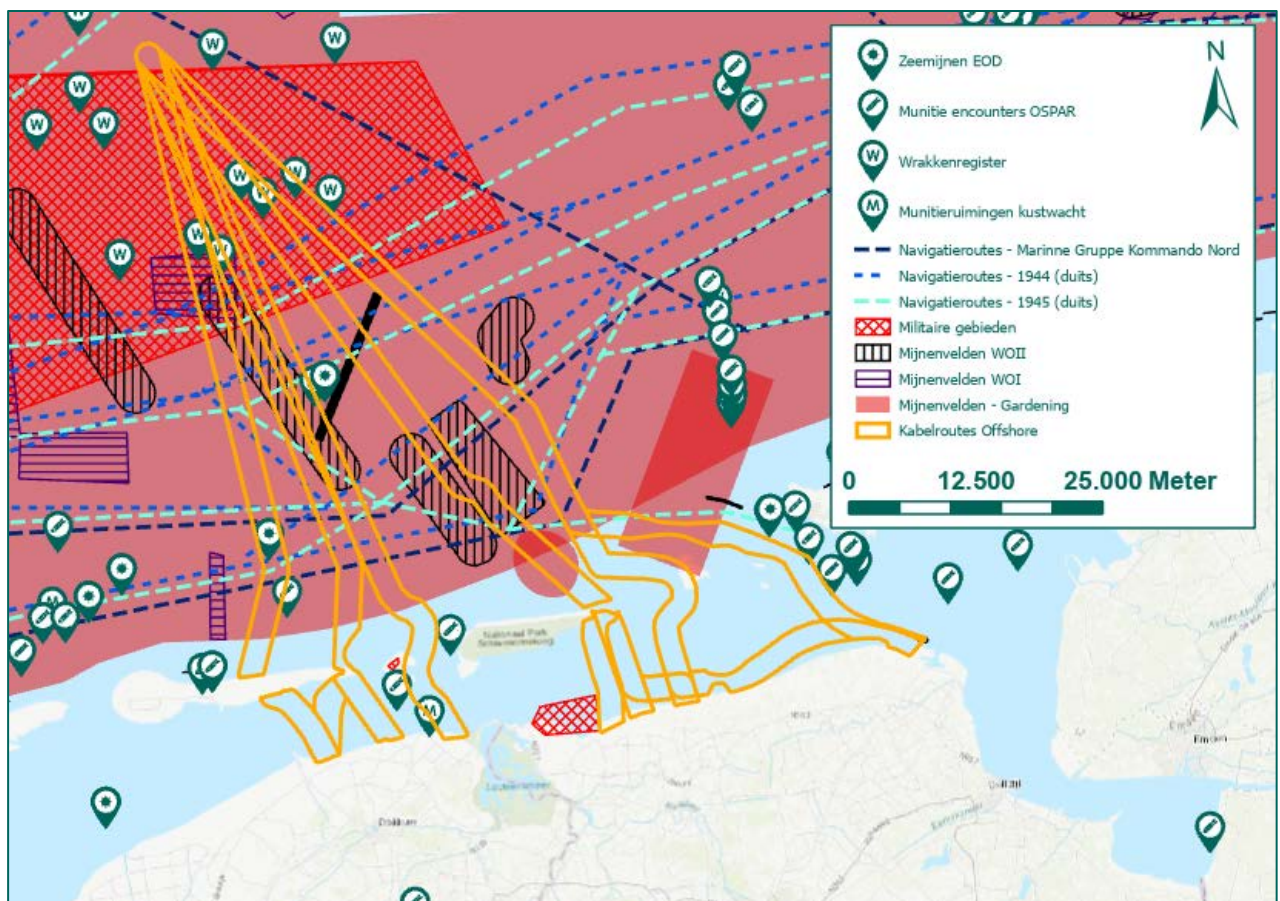 N
Zeemijnen EOD
Munitie encounters OSPAR
W
Wrakkenregister
M
Munitieruimingen kustwacht
Navigatieroutes - Marinne Gruppe Kommando Nord
Navigatieroutes - 1944 (duits)
Navigatieroutes - 1945 (duits)
Militaire gebieden
Mijnenvelden WOII
Mijnenvelden WOI
Mijnenvelden - Gardening
Kabelroutes Offshore
0 12.500 25.000 Meter
W
W
W
W
W
W
W
W
W
W
W
W
W
W
M
M
Nationaal Park
Schiermonnikoog
Lauwersmeer
Dokkum
Delfzijl
Emden